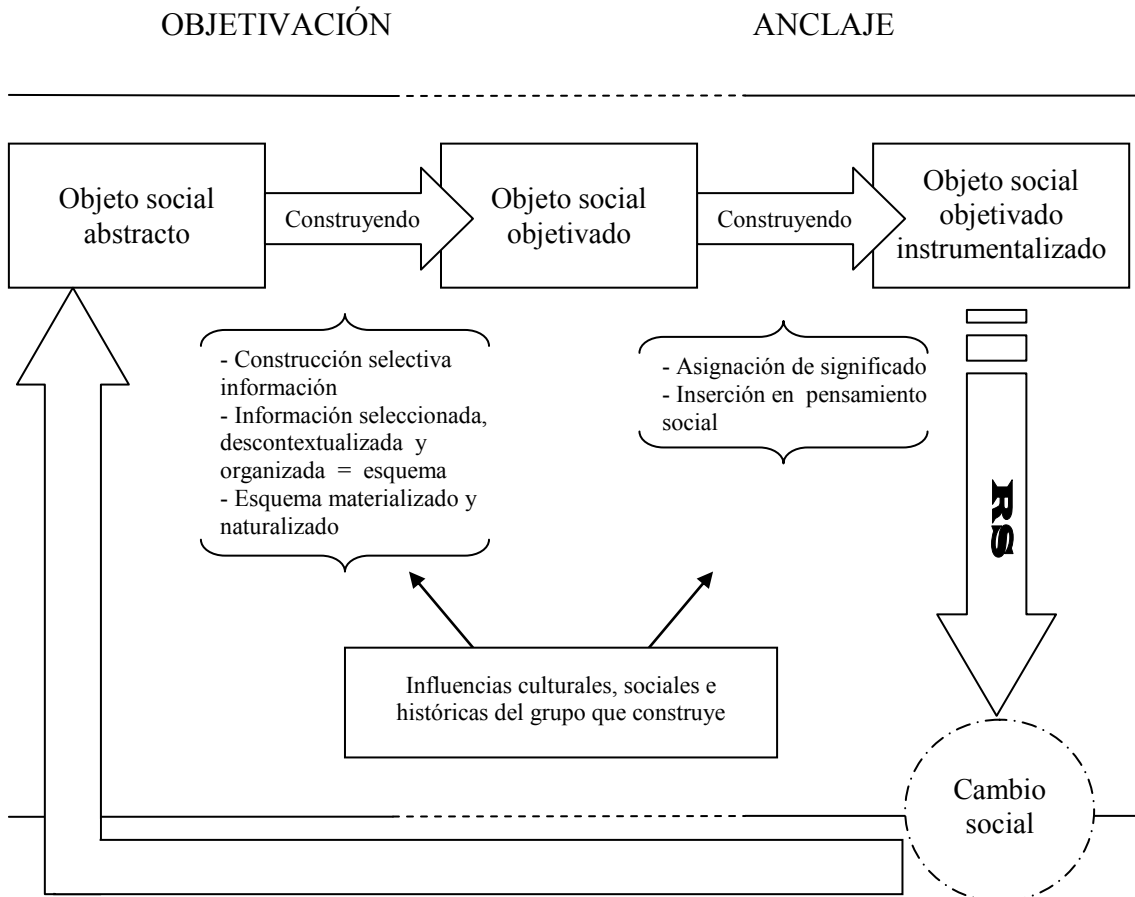 OBJETIVACIÓN
ANCLAJE
Objeto social
abstracto
Construyendo
Objeto social
objetivado
Construyendo
Objeto social
objetivado
instrumentalizado
- Construcción selectiva
información
- Información seleccionada,
descontextualizada y
organizada = esquema
- Esquema materializado y
naturalizado
- Asignación de significado
- Inserción en pensamiento
social
RS
Influencias culturales, sociales e
históricas del grupo que construye
Cambio
social